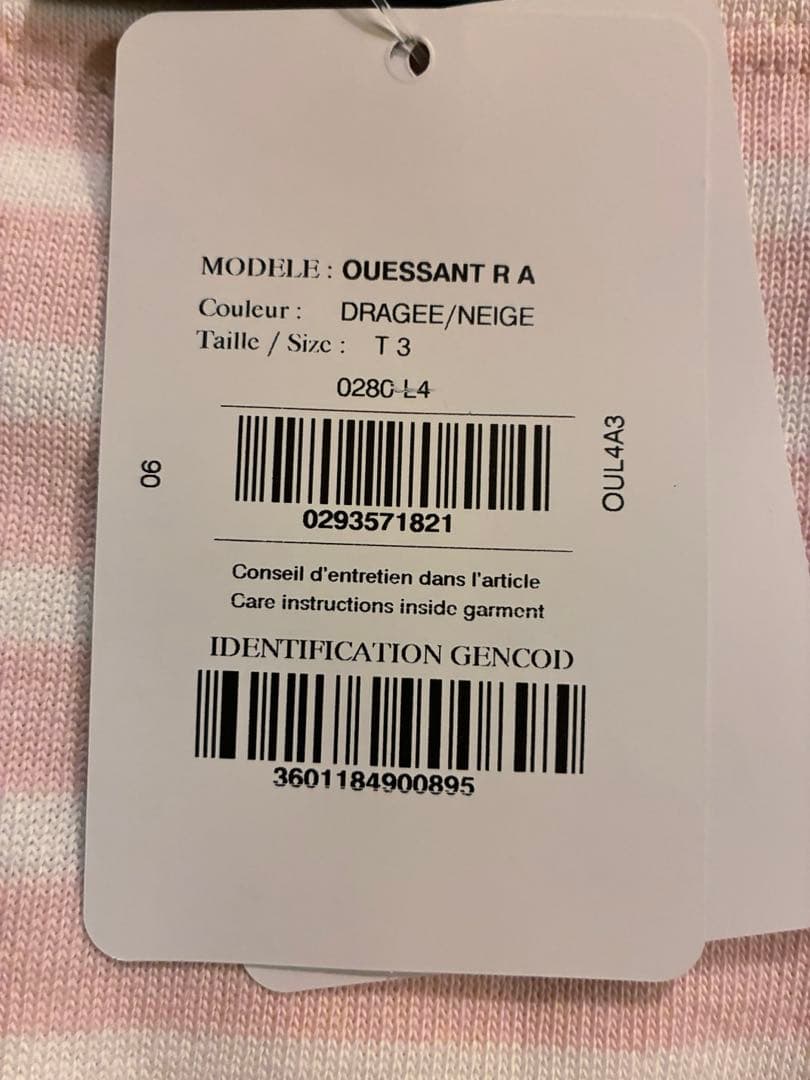 MODELE : OUESSANT R A
Couleur : DRAGEE/NEIGE
Taille / Size : T 3
0280 L4
06
OUL4A3
0293571821
Conseil d'entretien dans l'article
Care instructions inside garment
IDENTIFICATION GENCOD
3601184900895